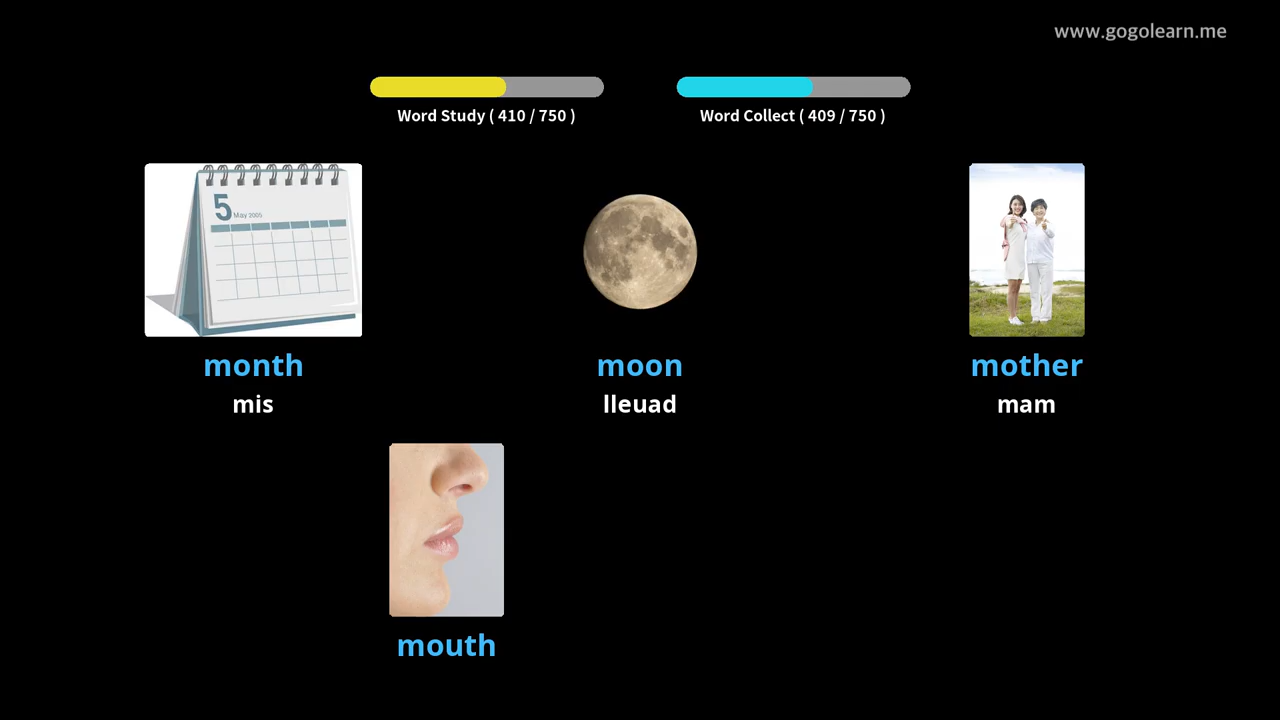 www.gogolearn.me
Word Study ( 410 / 750 )
Word Collect ( 409 / 750 )
5 May 2005
month
moon
mother
mis
lleuad
mam
mouth